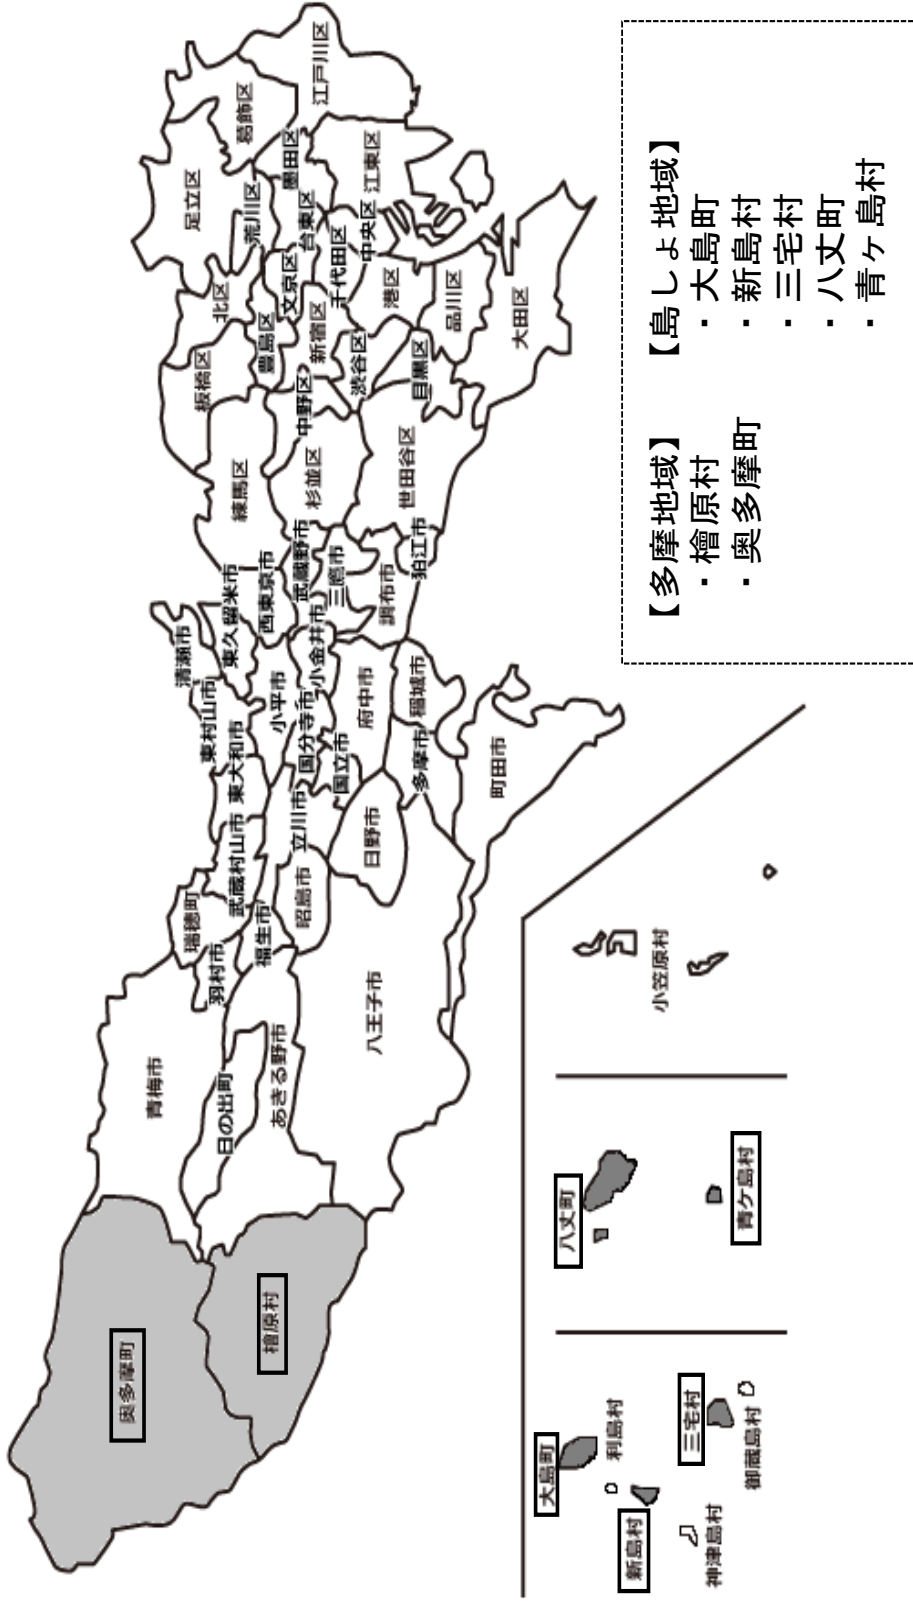 奥多摩町
檜原村
青梅市
日の出町
あきる野市
八王子市
瑞穂町
羽村市
福生市
武蔵村山市
昭島市
立川市
日野市
東大和市
東村山市
清瀬市
東久留米市
西東京市
小平市
国分寺市
国立市
小金井市
府中市
武蔵野市
三鷹市
調布市
狛江市
稲城市
多摩市
町田市
練馬区
板橋区
北区
足立区
葛飾区
江戸川区
荒川区
墨田区
豊島区
文京区
台東区
杉並区
中野区
新宿区
千代田区
中央区
江東区
世田谷区
渋谷区
港区
目黒区
品川区
大田区
大島町
利島村
新島村
神津島村
三宅村
御蔵島村
八丈町
青ケ島村
小笠原村
【多摩地域】
・檜原村
・奥多摩町
【島しょ地域】
・大島町
・新島村
・三宅村
・八丈町
・青ヶ島村